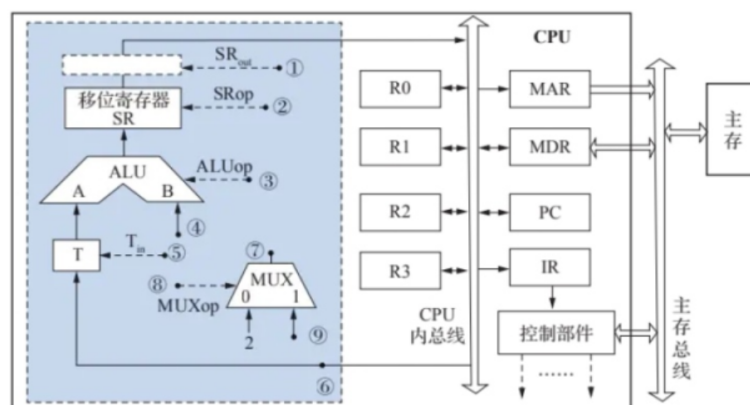 CPU
SRout
①
移位寄存器
SR
SRop
②
R0
MAR
主存
ALU
A
B
ALUop
③
R1
MDR
④
T
Tin
⑤
R2
PC
⑦
⑧
MUXop
MUX
0
1
R3
IR
2
⑨
CPU
内总线
控制部件
主存总线
⑥
……